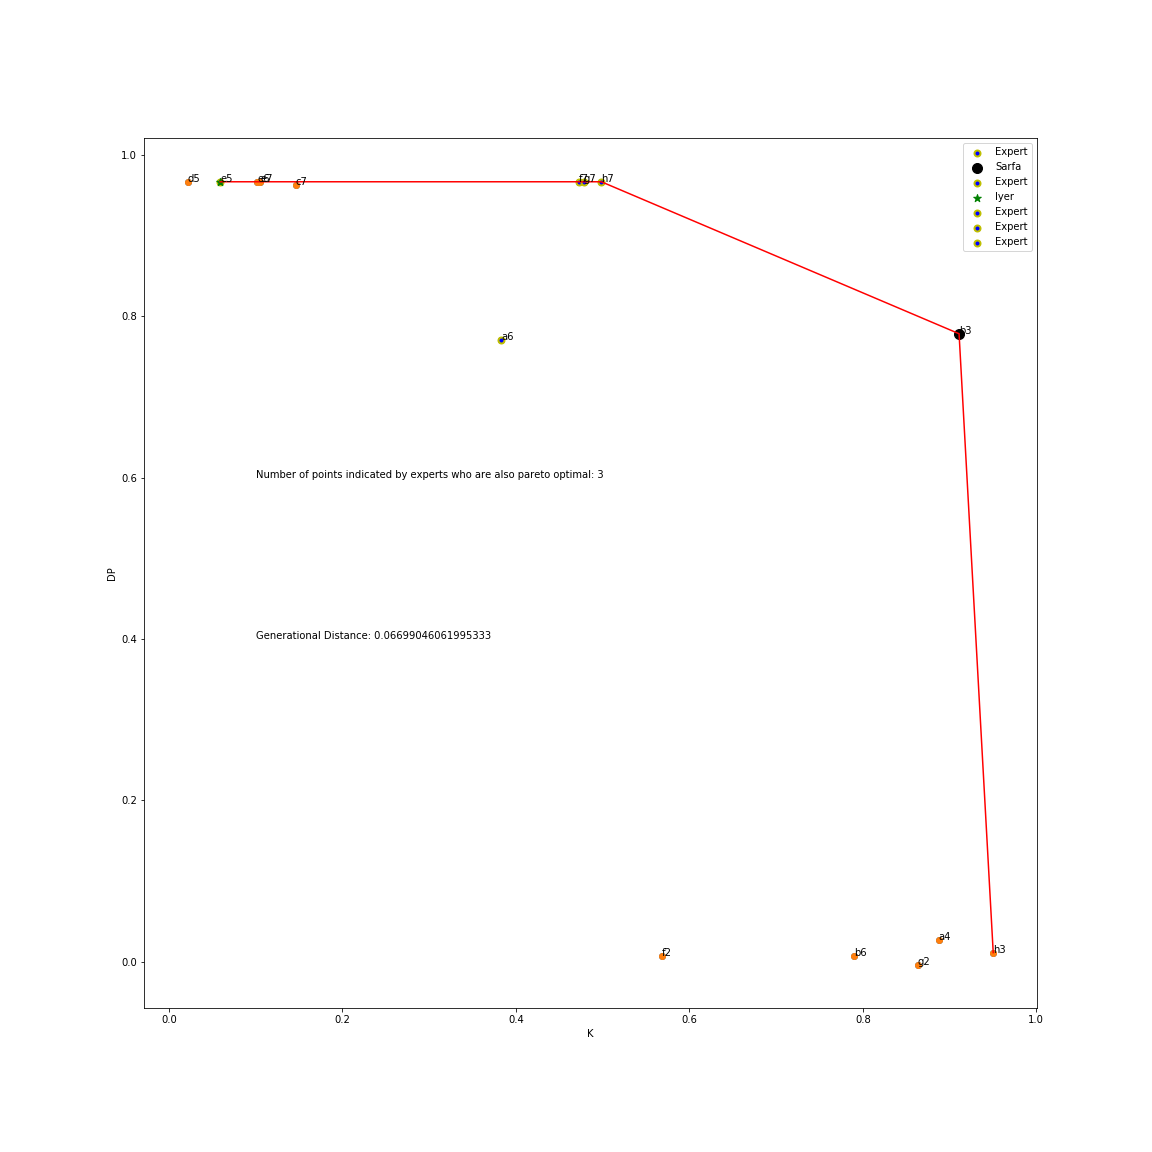 Expert
Sarfa
Expert
Iyer
Expert
Expert
Expert
1.0
d5
e5
c7
f7
g7
h7
0.8
b3
a6
0.6
Number of points indicated by experts who are also pareto optimal: 3
DP
0.4
Generational Distance: 0.06699046061995333
0.2
a4
f2
b6
h3
g2
0.0
0.0 0.2 0.4 0.6 0.8 1.0
K